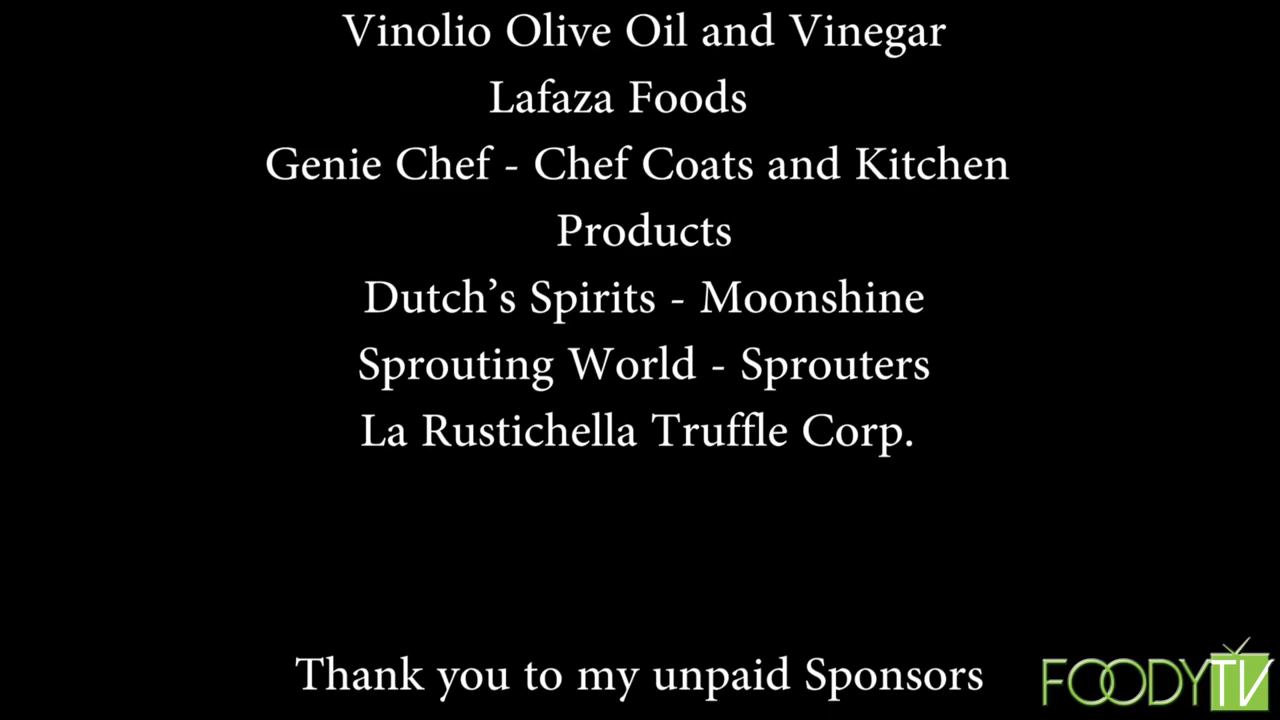 Vinolio Olive Oil and Vinegar
Lafaza Foods
Genie Chef - Chef Coats and Kitchen
Products
Dutch’s Spirits - Moonshine
Sprouting World - Sprouters
La Rustichella Truffle Corp.
Thank you to my unpaid Sponsors
FOODYTV